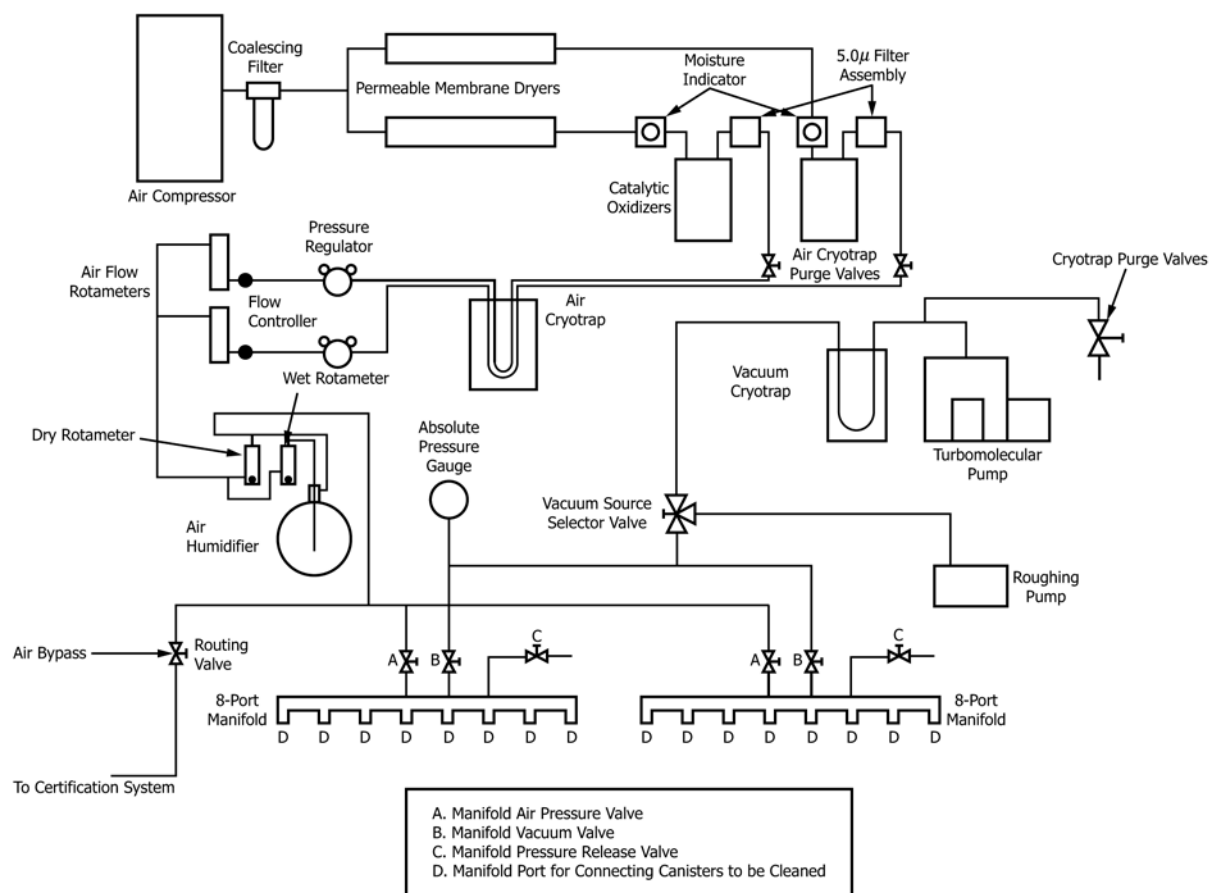 Coalescing
Filter
Permeable Membrane Dryers
Moisture
Indicator
5.0μ Filter
Assembly
Air Compressor
Catalytic
Oxidizers
Air Cryotrap
Purge Valves
Cryotrap Purge Valves
Pressure
Regulator
Air Flow
Rotameters
Flow
Controller
Air
Cryotrap
Wet Rotameter
Vacuum
Cryotrap
Dry Rotameter
Absolute
Pressure
Gauge
Turbomolecular
Pump
Vacuum Source
Selector Valve
Air
Humidifier
Roughing
Pump
Air Bypass
Routing
Valve
A
B
C
A
B
C
8-Port
Manifold
8-Port
Manifold
D D D D D D D D
D D D D D D D D
To Certification System
A. Manifold Air Pressure Valve
B. Manifold Vacuum Valve
C. Manifold Pressure Release Valve
D. Manifold Port for Connecting Canisters to be Cleaned